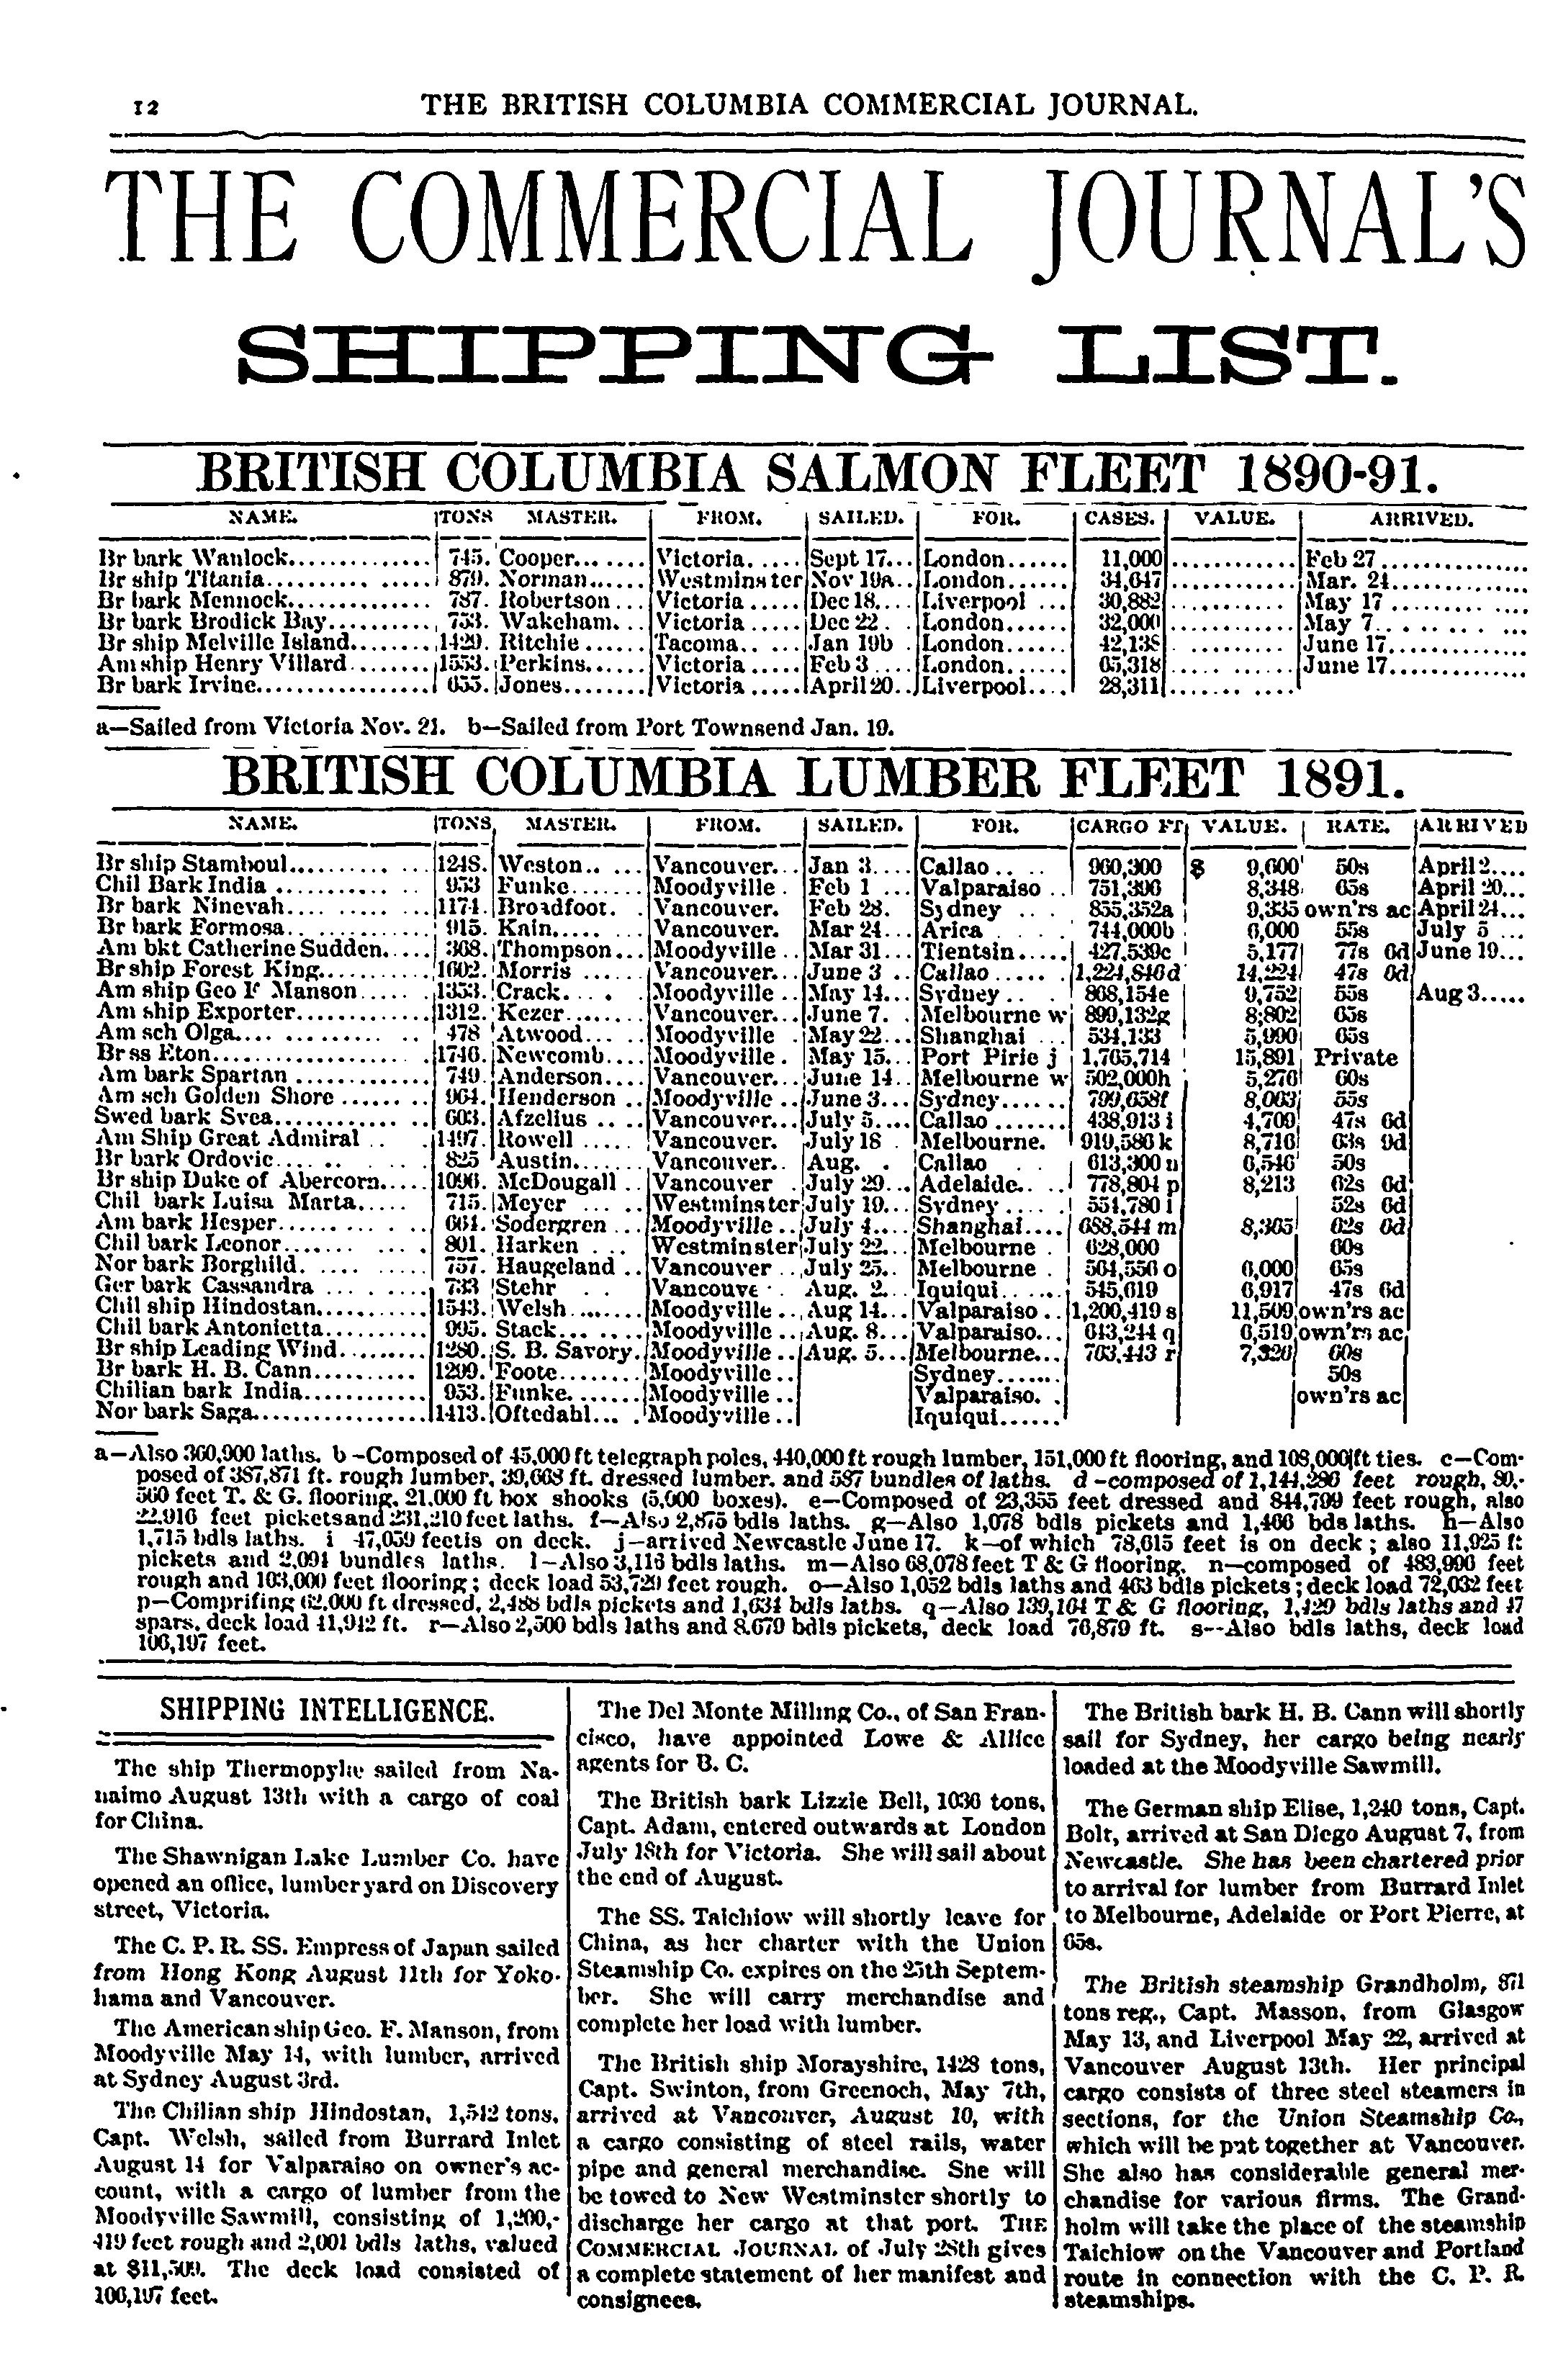 12 THE BRITISH COLUMBIA COMMERCIAL JOURNAL.
THE COMMERCIAL JOURNAL'S
SHIPPING LIST.
BRITISH COLUMBIA SALMON FLEET 1890-91.
NAME. TONS MASTER. FROM. SAILED. FOR. CASES. VALUE. ARRIVED.
Br bark Wanlock 745. Cooper Victoria Sept 17 London 11,000 Feb 27
Br ship Titania 879. Norman Westminster Nov 19a London 34,647 Mar. 24
Br bark Mennock 787. Robertson Victoria Dec 18 Liverpool 30,882 May 17
Br bark Brodick Bay 753. Wakeham Victoria Dec 22 London 32,000 May 7
Br ship Melville Island 1429. Ritchie Tacoma Jan 19b London 42,138 June 17
Am ship Henry Villard 1553. Perkins Victoria Feb 3 London 65,318 June 17
Br bark Irvine 655. Jones Victoria April 20 Liverpool 28,311
a—Sailed from Victoria Nov. 21. b—Sailed from Port Townsend Jan. 19.
BRITISH COLUMBIA LUMBER FLEET 1891.
NAME. TONS MASTER. FROM. SAILED. FOR. CARGO FT VALUE. RATE. ARRIVED
Br ship Stamboul 1248. Weston Vancouver Jan 3 Callao 960,300 $ 9,600 50s April 2
Chil Bark India 953 Funke Moodyville Feb 1 Valparaiso 751,396 8,348 65s April 20
Br bark Ninevah 1174. Broadfoot Vancouver Feb 28. Sydney 855,352a 9,335 own'rs ac April 24
Br bark Formosa 915. Kain Vancouver Mar 24 Arica 744,000b 6,000 55s July 5
Am bkt Catherine Sudden 368. Thompson Moodyville Mar 31 Tientsin 427,539c 5,177 77s 6d June 19
Br ship Forest King 1602. Morris Vancouver June 3 Callao 1,224,846d 14,224 47s 6d
Am ship Geo F Manson 1353. Crack Moodyville May 14 Sydney 868,154e 9,752 55s Aug 3
Am ship Exporter 1312. Kezer Vancouver June 7. Melbourne w 899,132g 8;802 65s
Am sch Olga 478 Atwood Moodyville May 22 Shanghai 534,133 5,990 65s
Br ss Eton 1746. Newcomb Moodyville May 15 Port Pirie j 1,765,714 15,891 Private
Am bark Spartan 749. Anderson Vancouver June 14 Melbourne w 502,000h 5,276 60s
Am sch Golden Shore 964. Henderson Moodyville June 3 Sydney 799,658f 8,003 55s
Swed bark Svea 603. Afzelius Vancouver July 5 Callao 438,913 i 4,709 47s 6d
Am Ship Great Admiral 1497. Rowell Vancouver. July 18 Melbourne. 919,586 k 8,716 63s 9d
Br bark Ordovic 825 Austin Vancouver Aug. Callao 613,300 n 6,546 50s
Br ship Duke of Abercorn 1096. McDougall Vancouver July 29 Adelaide 778,804 p 8,213 62s 6d
Chil bark Luisa Marta 715. Meyer Westminster July 19 Sydney 551,780 l 52s 6d
Am bark Hesper 664. Sodergren Moodyville July 4 Shanghai 688,544 m 8,365 62s 6d
Chil bark Leonor 801. Harken Westminster July 22 Melbourne 628,000 60s
Nor bark Borghild 757. Haugeland Vancouver July 25 Melbourne 564,556 o 6,000 65s
Ger bark Cassandra 733 Stehr Vancouve Aug. 2 Iquiqui 545,619 6,917 47s 6d
Chil ship Hindostan 1543. Welsh Moodyville Aug 14 Valparaiso 1,200,419 s 11,509 own'rs ac
Chil bark Antonietta 995. Stack Moodyville Aug. 8 Valparaiso 643,244 q 6,519 own'rs ac
Br ship Leading Wind 1280. S. B. Savory. Moodyville Aug. 5 Melbourne 763,443 r 7,326 60s
Br bark H. B. Cann 1299. Foote Moodyville Sydney 50s
Chilian bark India 953. Funke Moodyville Valparaiso. own'rs ac
Nor bark Saga 1413. Oftedahl Moodyville Iquiqui
a—Also 360,900 laths. b-Composed of 45,000 ft telegraph poles, 440,000 ft rough lumber, 151,000 ft flooring, and 108,000 ft ties. c—Com-
posed of 387,871 ft. rough lumber, 39,668 ft. dressed lumber, and 587 bundles of laths. d-composed of 1,144,286 feet rough, 80,-
560 feet T. & G. flooring, 21,000 ft box shooks (5,000 boxes). e—Composed of 23,355 feet dressed and 844,799 feet rough, also
22,916 feet pickets and 231,210 feet laths. f—Also 2,875 bdls laths. g—Also 1,078 bdls pickets and 1,466 bds laths. h—Also
1,715 bdls laths. i 47,059 feet is on deck. j—arrived Newcastle June 17. k—of which 78,615 feet is on deck; also 11,925 ft
pickets and 2,091 bundles laths. l—Also 3,116 bdls laths. m—Also 68,078 feet T & G flooring. n—composed of 483,996 feet
rough and 103,000 feet flooring; deck load 53,729 feet rough. o—Also 1,052 bdls laths and 463 bdls pickets; deck load 72,032 feet
p—Comprifing 62,000 ft dressed, 2,488 bdls pickets and 1,634 bdls laths. q—Also 139,164 T & G flooring, 1,429 bdls laths and 47
spars, deck load 41,942 ft. r—Also 2,500 bdls laths and 8,679 bdls pickets, deck load 76,879 ft. s--Also bdls laths, deck load
106,197 feet.
SHIPPING INTELLIGENCE.
The ship Thermopylæ sailed from Na-
naimo August 13th with a cargo of coal
for China.
The Shawnigan Lake Lumber Co. have
opened an office, lumber yard on Discovery
street, Victoria.
The C. P. R. SS. Empress of Japan sailed
from Hong Kong August 11th for Yoko-
hama and Vancouver.
The American ship Geo. F. Manson, from
Moodyville May 14, with lumber, arrived
at Sydney August 3rd.
The Chilian ship Hindostan, 1,542 tons,
Capt. Welsh, sailed from Burrard Inlet
August 14 for Valparaiso on owner's ac-
count, with a cargo of lumber from the
Moodyville Sawmill, consisting of 1,200,-
419 feet rough and 2,001 bdls laths, valued
at $11,509. The deck load consisted of
106,197 feet.
The Del Monte Milling Co., of San Fran-
cisco, have appointed Lowe & Allice
agents for B. C.
The British bark Lizzie Bell, 1036 tons,
Capt. Adam, entered outwards at London
July 18th for Victoria. She will sail about
the end of August.
The SS. Taichiow will shortly leave for
China, as her charter with the Union
Steamship Co. expires on the 25th Septem-
ber. She will carry merchandise and
complete her load with lumber.
The British ship Morayshire, 1428 tons,
Capt. Swinton, from Greenoch, May 7th,
arrived at Vancouver, August 10, with
a cargo consisting of steel rails, water
pipe and general merchandise. She will
be towed to New Westminster shortly to
discharge her cargo at that port. THE
COMMERCIAL JOURNAL of July 28th gives
a complete statement of her manifest and
consignees.
The British bark H. B. Cann will shortly
sail for Sydney, her cargo being nearly
loaded at the Moodyville Sawmill.
The German ship Elise, 1,240 tons, Capt.
Bolt, arrived at San Diego August 7, from
Newcastle. She has been chartered prior
to arrival for lumber from Burrard Inlet
to Melbourne, Adelaide or Port Pierre, at
65s.
The British steamship Grandholm, 871
tons reg., Capt. Masson, from Glasgow
May 13, and Liverpool May 22, arrived at
Vancouver August 13th. Her principal
cargo consists of three steel steamers in
sections, for the Union Steamship Co.,
which will be put together at Vancouver.
She also has considerable general mer-
chandise for various firms. The Grand-
holm will take the place of the steamship
Taichiow on the Vancouver and Portland
route in connection with the C. P. R.
steamships.